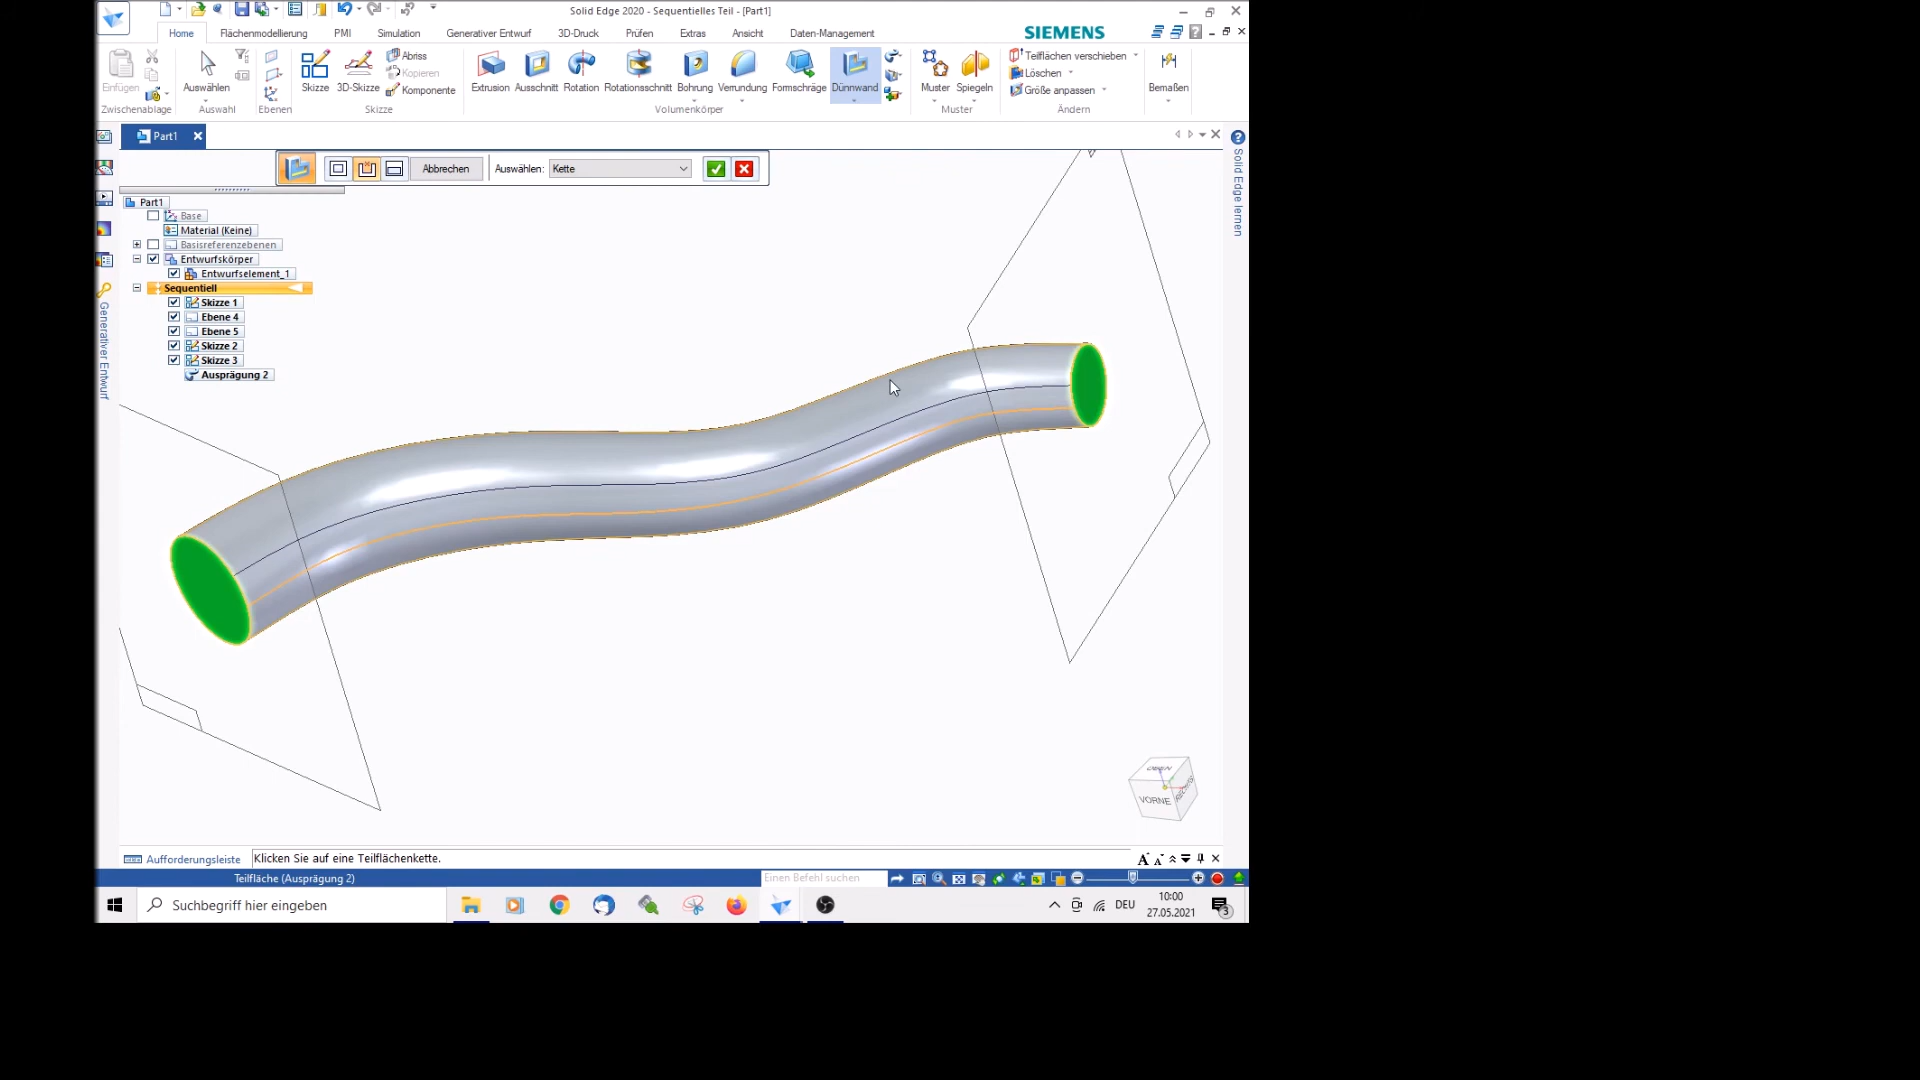 Solid Edge 2020 - Sequentielles Teil - [Part1]
Home Flächenmodellierung PMI Simulation Generativer Entwurf 3D-Druck Prüfen Extras Ansicht Daten-Management SIEMENS
Einfügen
Zwischenablage
Auswählen
Auswahl
Ebenen
Skizze
3D-Skizze
Abriss
Kopieren
Komponente
Skizze
Extrusion Ausschnitt Rotation Rotationsschnitt Bohrung Verrundung Formschräge Dünnwand
Volumenkörper
Muster Spiegeln
Muster
Teilflächen verschieben
Löschen
Größe anpassen
Ändern
Bemaßen
Part1
Abbrechen
Auswählen: Kette
Part1
Base
Material (Keine)
Basisreferenzebenen
Entwurfskörper
Entwurfselement_1
Sequentiell
Skizze 1
Ebene 4
Ebene 5
Skizze 2
Skizze 3
Ausprägung 2
Generativer Entwurf
Solid Edge lernen
OBEN
VORNE
RECHTS
Aufforderungsleiste
Klicken Sie auf eine Teilflächenkette.
Teilfläche (Ausprägung 2)
Einen Befehl suchen
Suchbegriff hier eingeben
DEU
10:00
27.05.2021
3